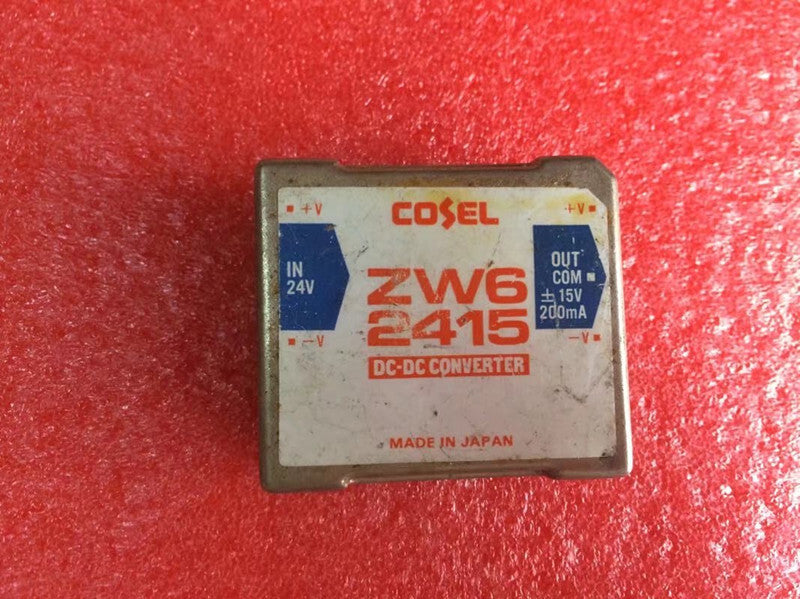 +V
COSEL
+V
IN
24V
ZW6
2415
OUT
COM
± 15V
200mA
-V
-V
DC-DC CONVERTER
MADE IN JAPAN